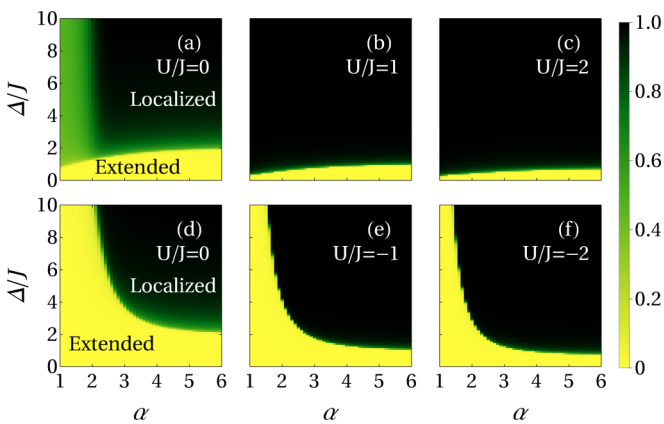 10
8
6
4
2
0
Δ/J
(a)
U/J=0
Localized
Extended
(b)
U/J=1
(c)
U/J=2
10
8
6
4
2
0
Δ/J
(d)
U/J=0
Localized
Extended
(e)
U/J=−1
(f)
U/J=−2
1 2 3 4 5 6
1 2 3 4 5 6
1 2 3 4 5 6
α
α
α
1.0
0.8
0.6
0.4
0.2
0